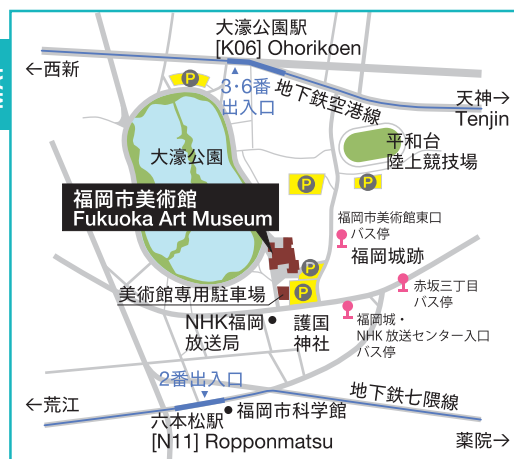 大濠公園駅
[K06] Ohorikoen
←西新
3・6番
出入口
地下鉄空港線
天神→
Tenjin
P
大濠公園
平和台
陸上競技場
P
P
福岡市美術館
Fukuoka Art Museum
福岡市美術館東口
バス停
福岡城跡
P
赤坂三丁目
バス停
美術館専用駐車場
P
NHK福岡
放送局
護国
神社
福岡城・
NHK 放送センター入口
バス停
2番出入口
←荒江
地下鉄七隈線
福岡市科学館
六本松駅
[N11] Ropponmatsu
薬院→